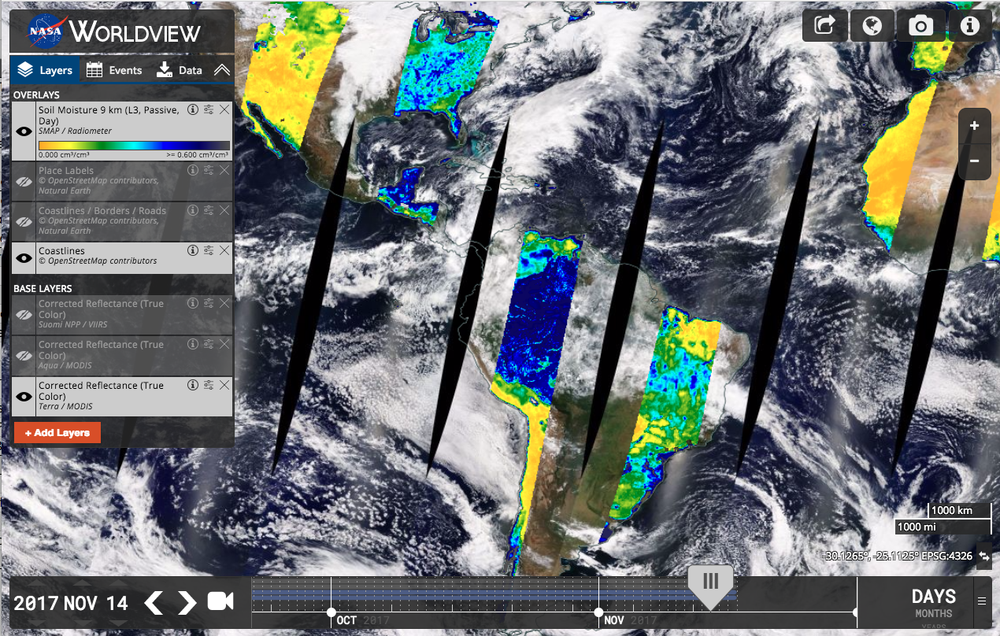 NASA WORLDVIEW
Layers Events Data
OVERLAYS
Soil Moisture 9 km (L3, Passive,
Day)
SMAP / Radiometer
0.000 cm³/cm³ >= 0.600 cm³/cm³
Place Labels
© OpenStreetMap contributors,
Natural Earth
Coastlines / Borders / Roads
© OpenStreetMap contributors,
Natural Earth
Coastlines
© OpenStreetMap contributors
BASE LAYERS
Corrected Reflectance (True
Color)
Suomi NPP / VIIRS
Corrected Reflectance (True
Color)
Aqua / MODIS
Corrected Reflectance (True
Color)
Terra / MODIS
+ Add Layers
1000 km
1000 mi
-30.1265°, -25.1125° EPSG:4326
2017 NOV 14
OCT 2017
NOV 2017
DAYS
MONTHS
YEARS